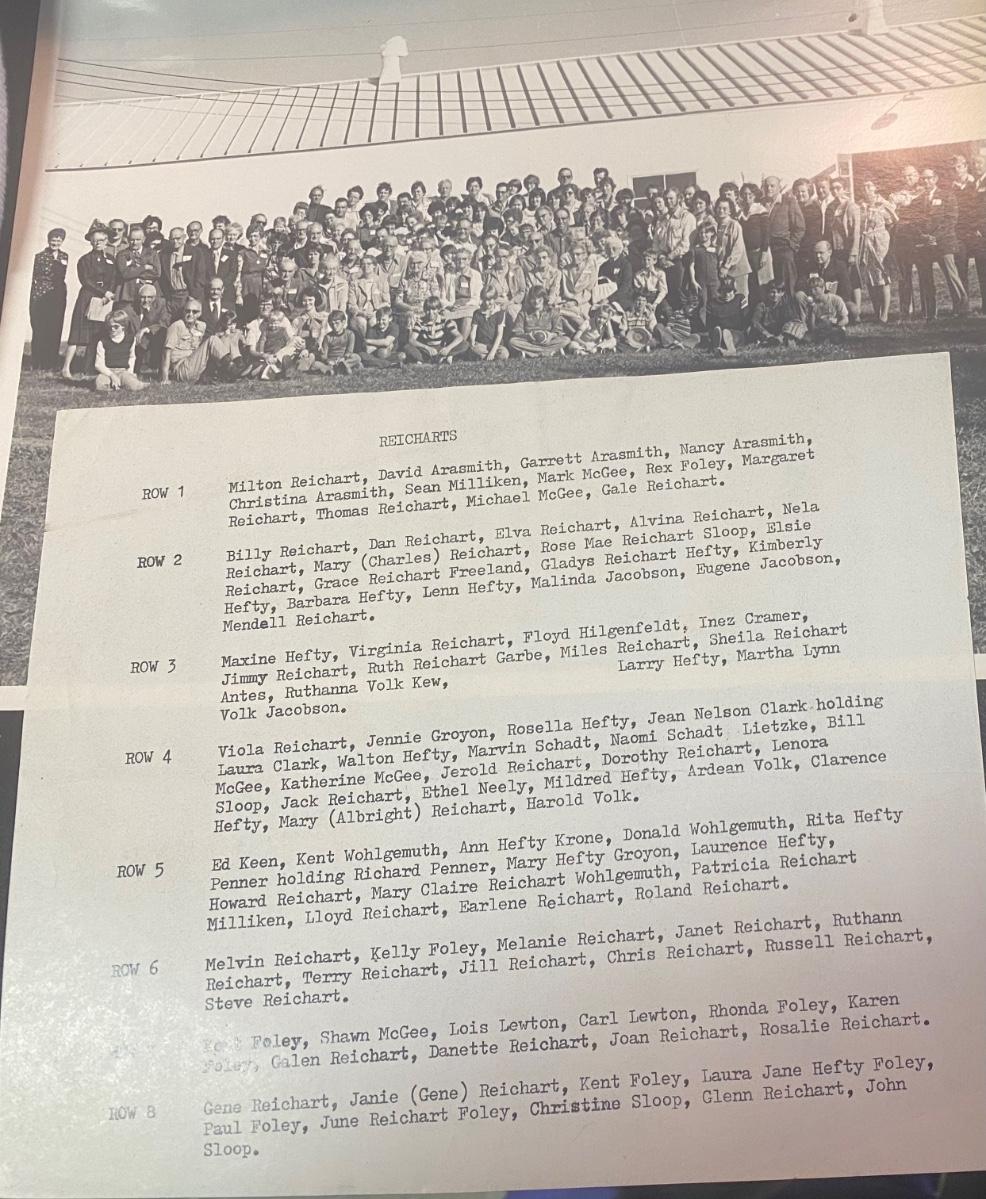 REICHARTS
ROW 1 Milton Reichart, David Arasmith, Garrett Arasmith, Nancy Arasmith,
Christina Arasmith, Sean Milliken, Mark McGee, Rex Foley, Margaret
Reichart, Thomas Reichart, Michael McGee, Gale Reichart.
ROW 2 Billy Reichart, Dan Reichart, Elva Reichart, Alvina Reichart, Nela
Reichart, Mary (Charles) Reichart, Rose Mae Reichart Sloop, Elsie
Reichart, Grace Reichart Freeland, Gladys Reichart Hefty, Kimberly
Hefty, Barbara Hefty, Lenn Hefty, Malinda Jacobson, Eugene Jacobson,
Mendell Reichart.
ROW 3 Maxine Hefty, Virginia Reichart, Floyd Hilgenfeldt, Inez Cramer,
Jimmy Reichart, Ruth Reichart Garbe, Miles Reichart, Sheila Reichart
Antes, Ruthanna Volk Kew, Larry Hefty, Martha Lynn
Volk Jacobson.
ROW 4 Viola Reichart, Jennie Groyon, Rosella Hefty, Jean Nelson Clark holding
Laura Clark, Walton Hefty, Marvin Schadt, Naomi Schadt Lietzke, Bill
McGee, Katherine McGee, Jerold Reichart, Dorothy Reichart, Lenora
Sloop, Jack Reichart, Ethel Neely, Mildred Hefty, Ardean Volk, Clarence
Hefty, Mary (Albright) Reichart, Harold Volk.
ROW 5 Ed Keen, Kent Wohlgemuth, Ann Hefty Krone, Donald Wohlgemuth, Rita Hefty
Penner holding Richard Penner, Mary Hefty Groyon, Laurence Hefty,
Howard Reichart, Mary Claire Reichart Wohlgemuth, Patricia Reichart
Milliken, Lloyd Reichart, Earlene Reichart, Roland Reichart.
ROW 6 Melvin Reichart, Kelly Foley, Melanie Reichart, Janet Reichart, Ruthann
Reichart, Terry Reichart, Jill Reichart, Chris Reichart, Russell Reichart,
Steve Reichart.
Foley, Shawn McGee, Lois Lewton, Carl Lewton, Rhonda Foley, Karen
Foley, Galen Reichart, Danette Reichart, Joan Reichart, Rosalie Reichart.
ROW 8 Gene Reichart, Janie (Gene) Reichart, Kent Foley, Laura Jane Hefty Foley,
Paul Foley, June Reichart Foley, Christine Sloop, Glenn Reichart, John
Sloop.